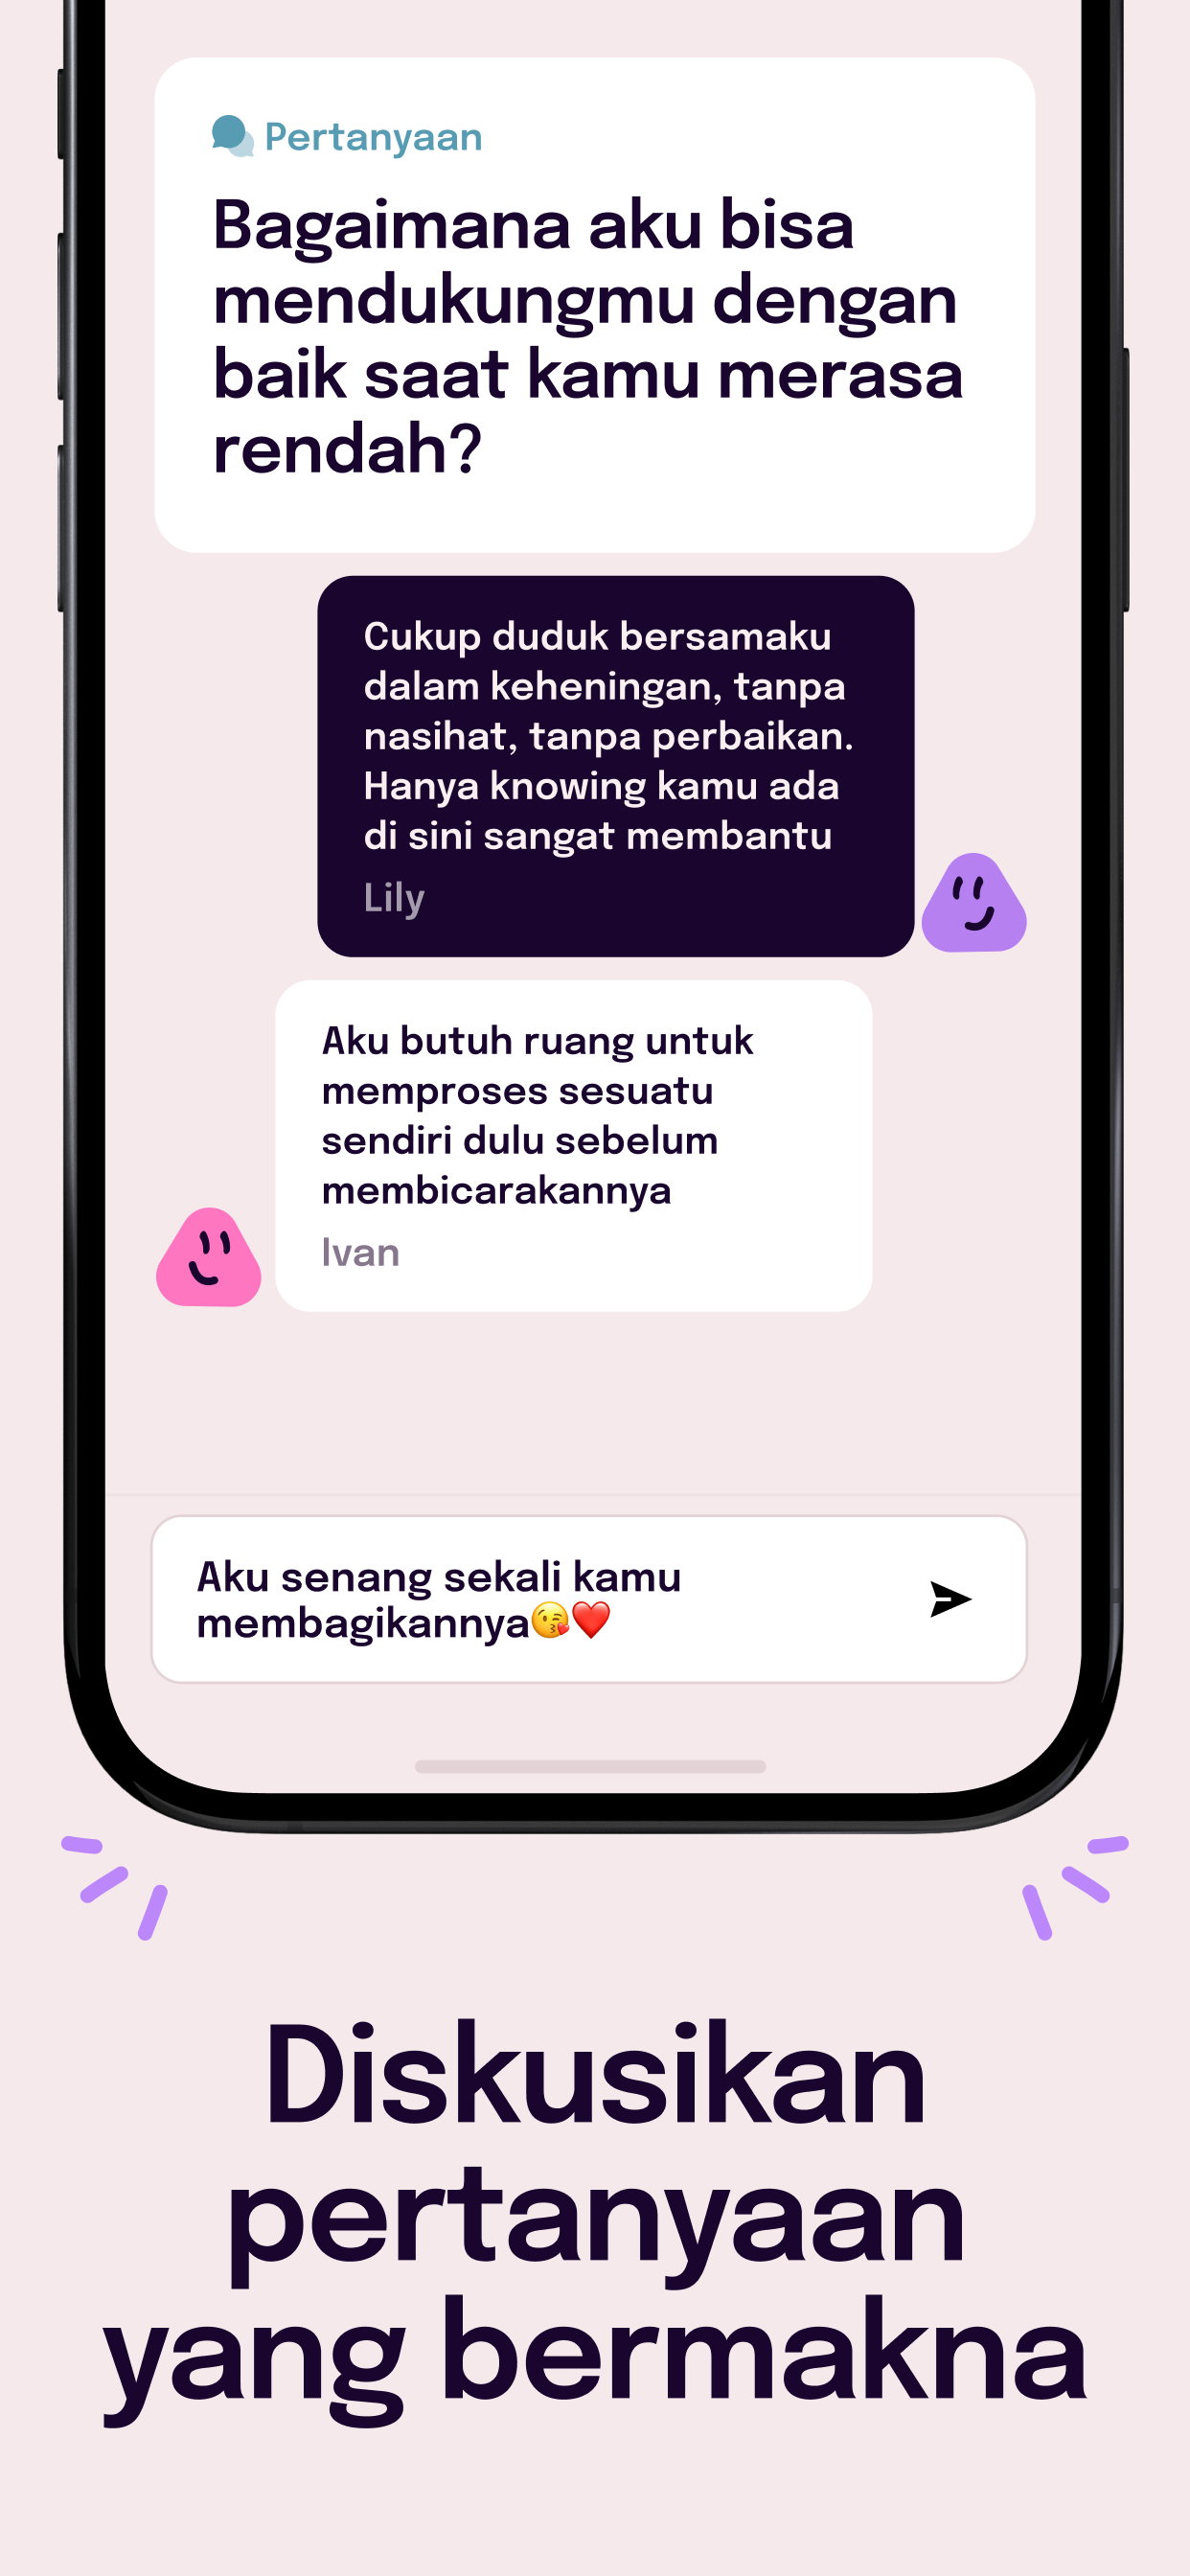 Pertanyaan
Bagaimana aku bisa
mendukungmu dengan
baik saat kamu merasa
rendah?
Cukup duduk bersamaku
dalam keheningan, tanpa
nasihat, tanpa perbaikan.
Hanya knowing kamu ada
di sini sangat membantu
Lily
Aku butuh ruang untuk
memproses sesuatu
sendiri dulu sebelum
membicarakannya
Ivan
Aku senang sekali kamu
membagikannya😘❤️
Diskusikan
pertanyaan
yang bermakna